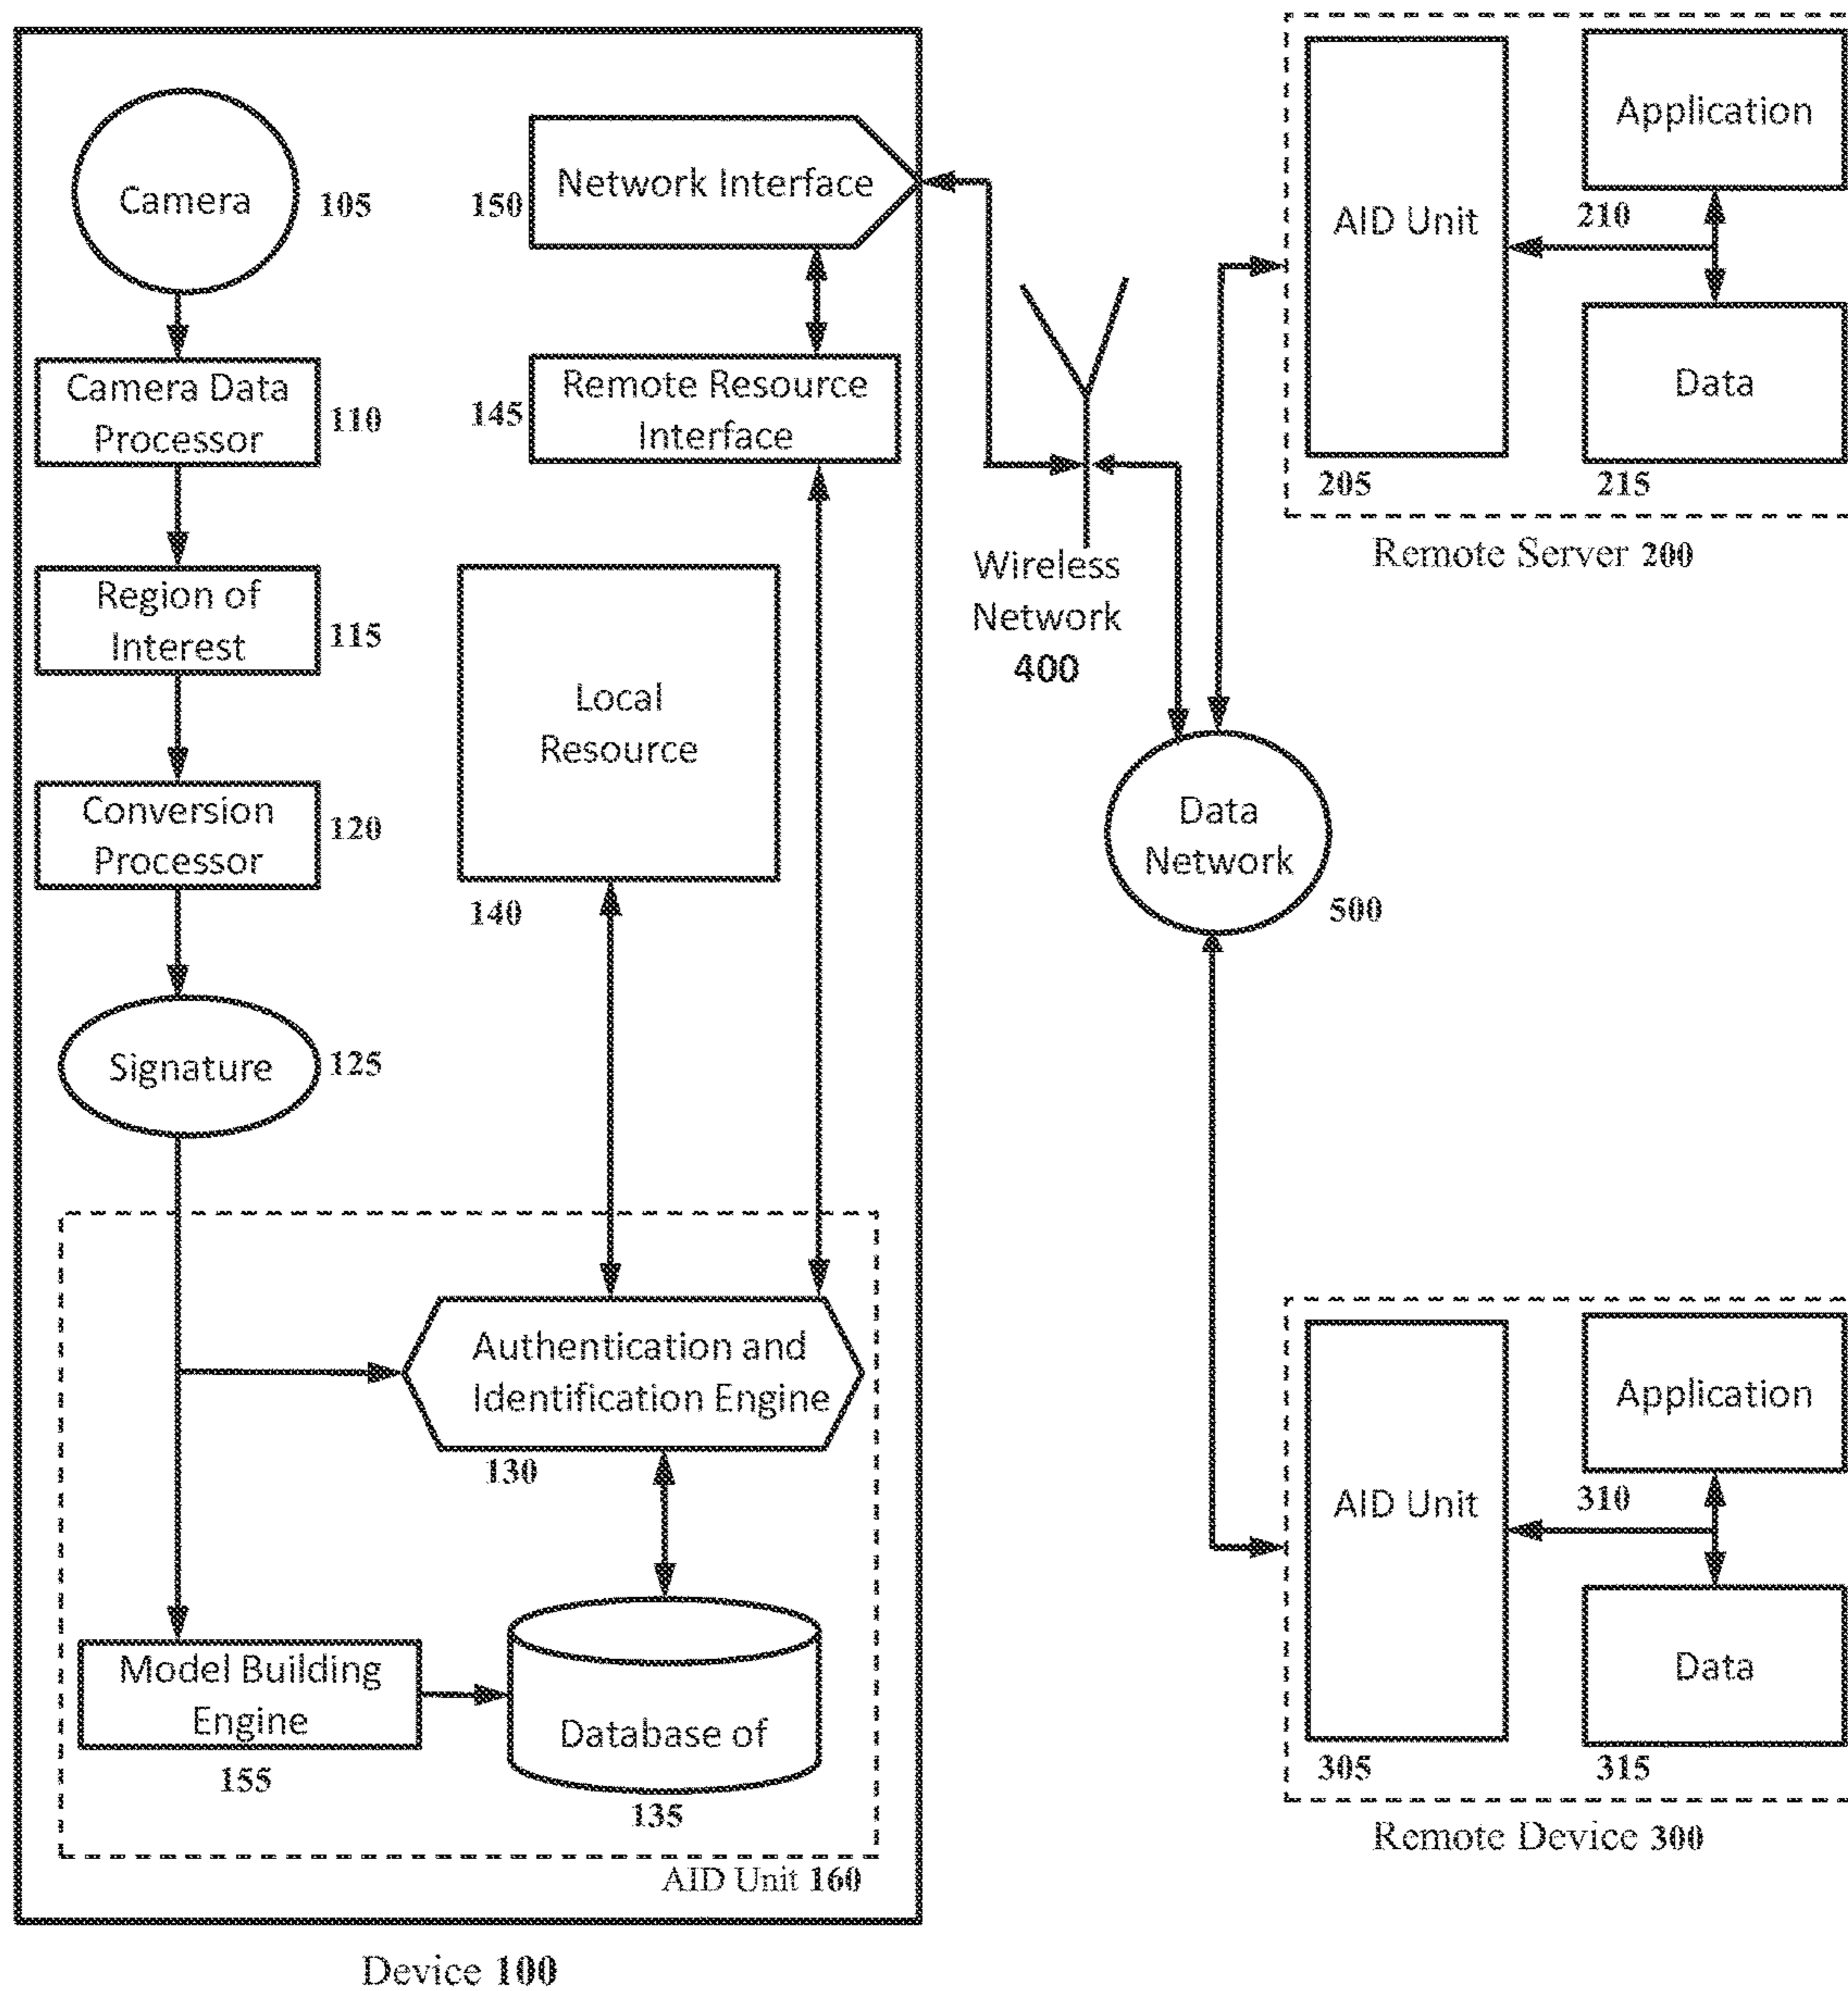 Camera
105
Camera Data
Processor
110
Region of
Interest
115
Conversion
Processor
120
Signature
125
Network Interface
150
Remote Resource
Interface
145
Local
Resource
140
Authentication and
Identification Engine
130
Model Building
Engine
155
Database of
135
AID Unit 160
Device 100
Wireless
Network
400
Data
Network
500
AID Unit
205
Application
210
Data
215
Remote Server 200
AID Unit
305
Application
310
Data
315
Remote Device 300